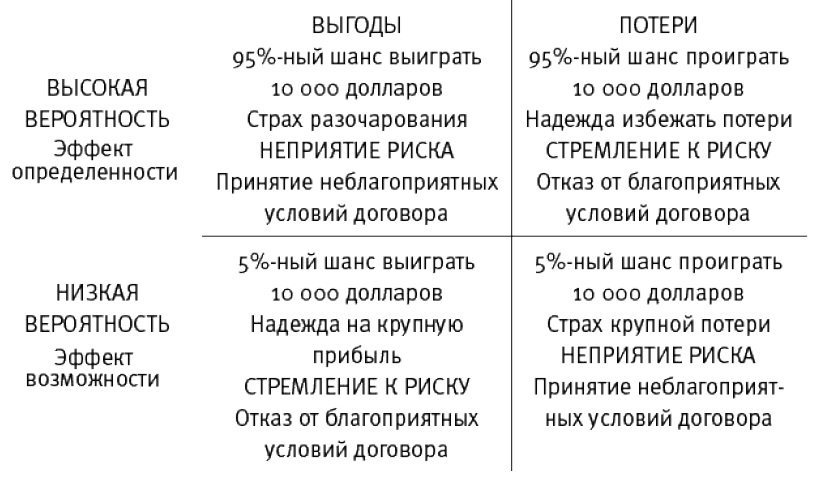 ВЫГОДЫ
95%-ный шанс выиграть
10 000 долларов
Страх разочарования
НЕПРИЯТИЕ РИСКА
Принятие неблагоприятных
условий договора
ПОТЕРИ
95%-ный шанс проиграть
10 000 долларов
Надежда избежать потери
СТРЕМЛЕНИЕ К РИСКУ
Отказ от благоприятных
условий договора
ВЫСОКАЯ
ВЕРОЯТНОСТЬ
Эффект
определенности
5%-ный шанс выиграть
10 000 долларов
Надежда на крупную
прибыль
СТРЕМЛЕНИЕ К РИСКУ
Отказ от благоприятных
условий договора
5%-ный шанс проиграть
10 000 долларов
Страх крупной потери
НЕПРИЯТИЕ РИСКА
Принятие неблагоприят-
ных условий договора
НИЗКАЯ
ВЕРОЯТНОСТЬ
Эффект
возможности